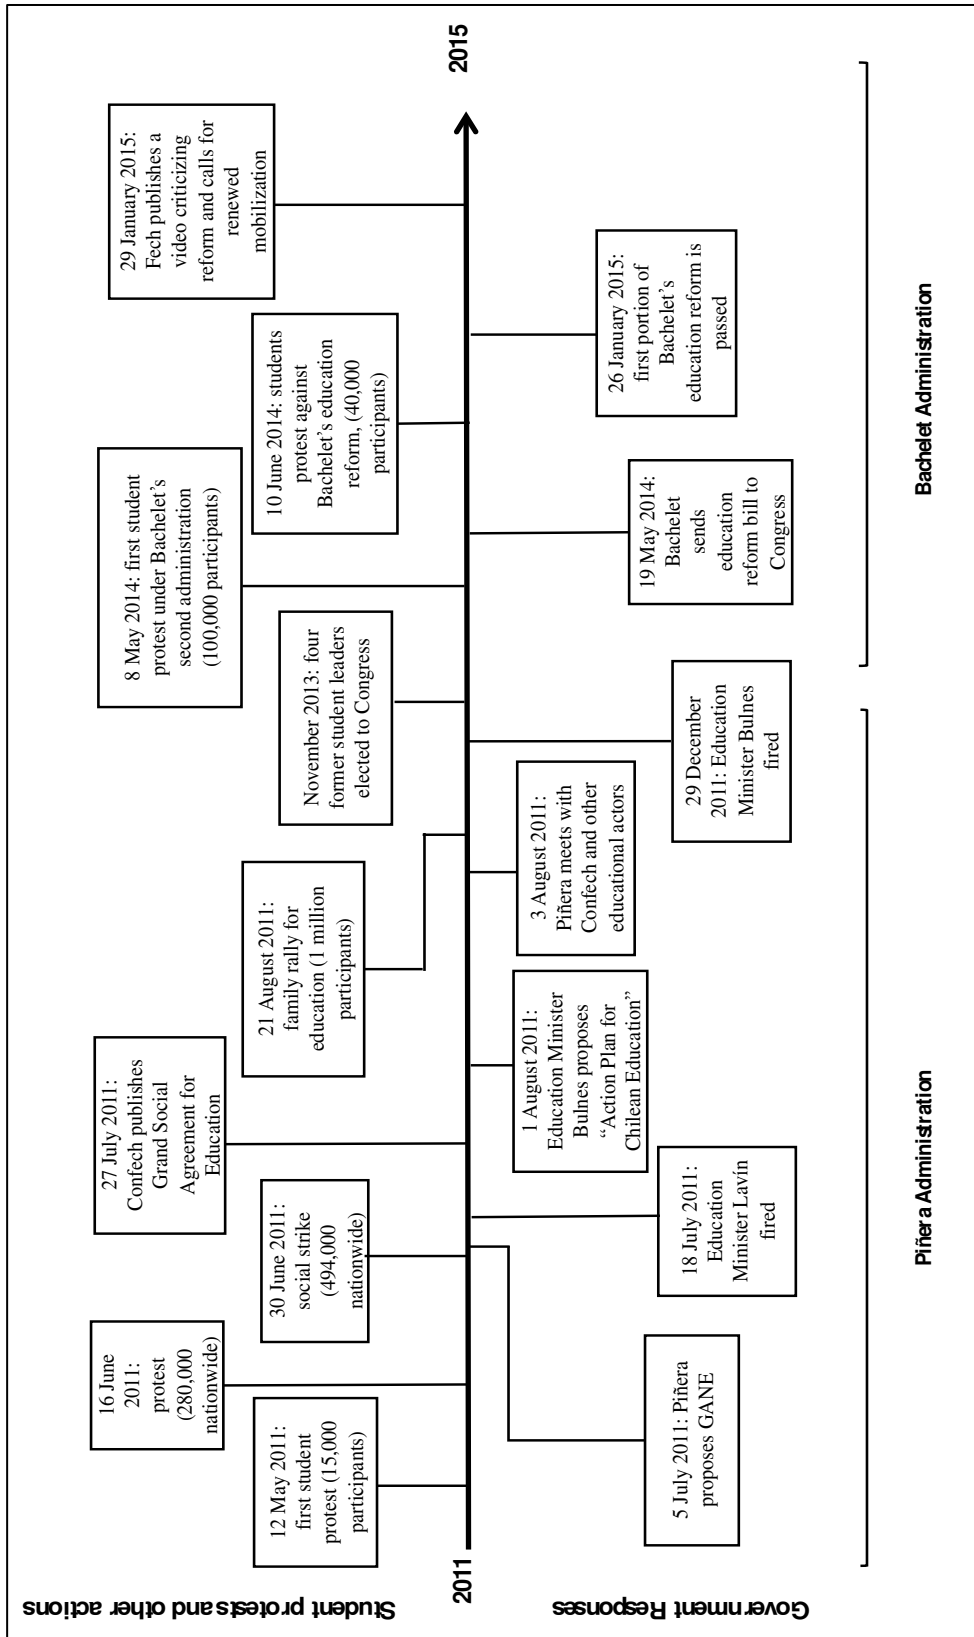 Student protests and other actions
12 May 2011:
first student
protest (15,000
participants)
16 June
2011:
protest
(280,000
nationwide)
30 June 2011:
social strike
(494,000
nationwide)
27 July 2011:
Confech publishes
Grand Social
Agreement for
Education
21 August 2011:
family rally for
education (1 million
participants)
November 2013: four
former student leaders
elected to Congress
8 May 2014: first student
protest under Bachelet’s
second administration
(100,000 participants)
10 June 2014: students
protest against
Bachelet’s education
reform, (40,000
participants)
29 January 2015:
Fech publishes a
video criticizing
reform and calls for
renewed
mobilization
2011
2015
Government Responses
5 July 2011: Piñera
proposes GANE
18 July 2011:
Education
Minister Lavín
fired
1 August 2011:
Education Minister
Bulnes proposes
“Action Plan for
Chilean Education”
3 August 2011:
Piñera meets with
Confech and other
educational actors
29 December
2011: Education
Minister Bulnes
fired
19 May 2014:
Bachelet
sends
education
reform bill to
Congress
26 January 2015:
first portion of
Bachelet’s
education reform is
passed
Piñera Administration
Bachelet Administration